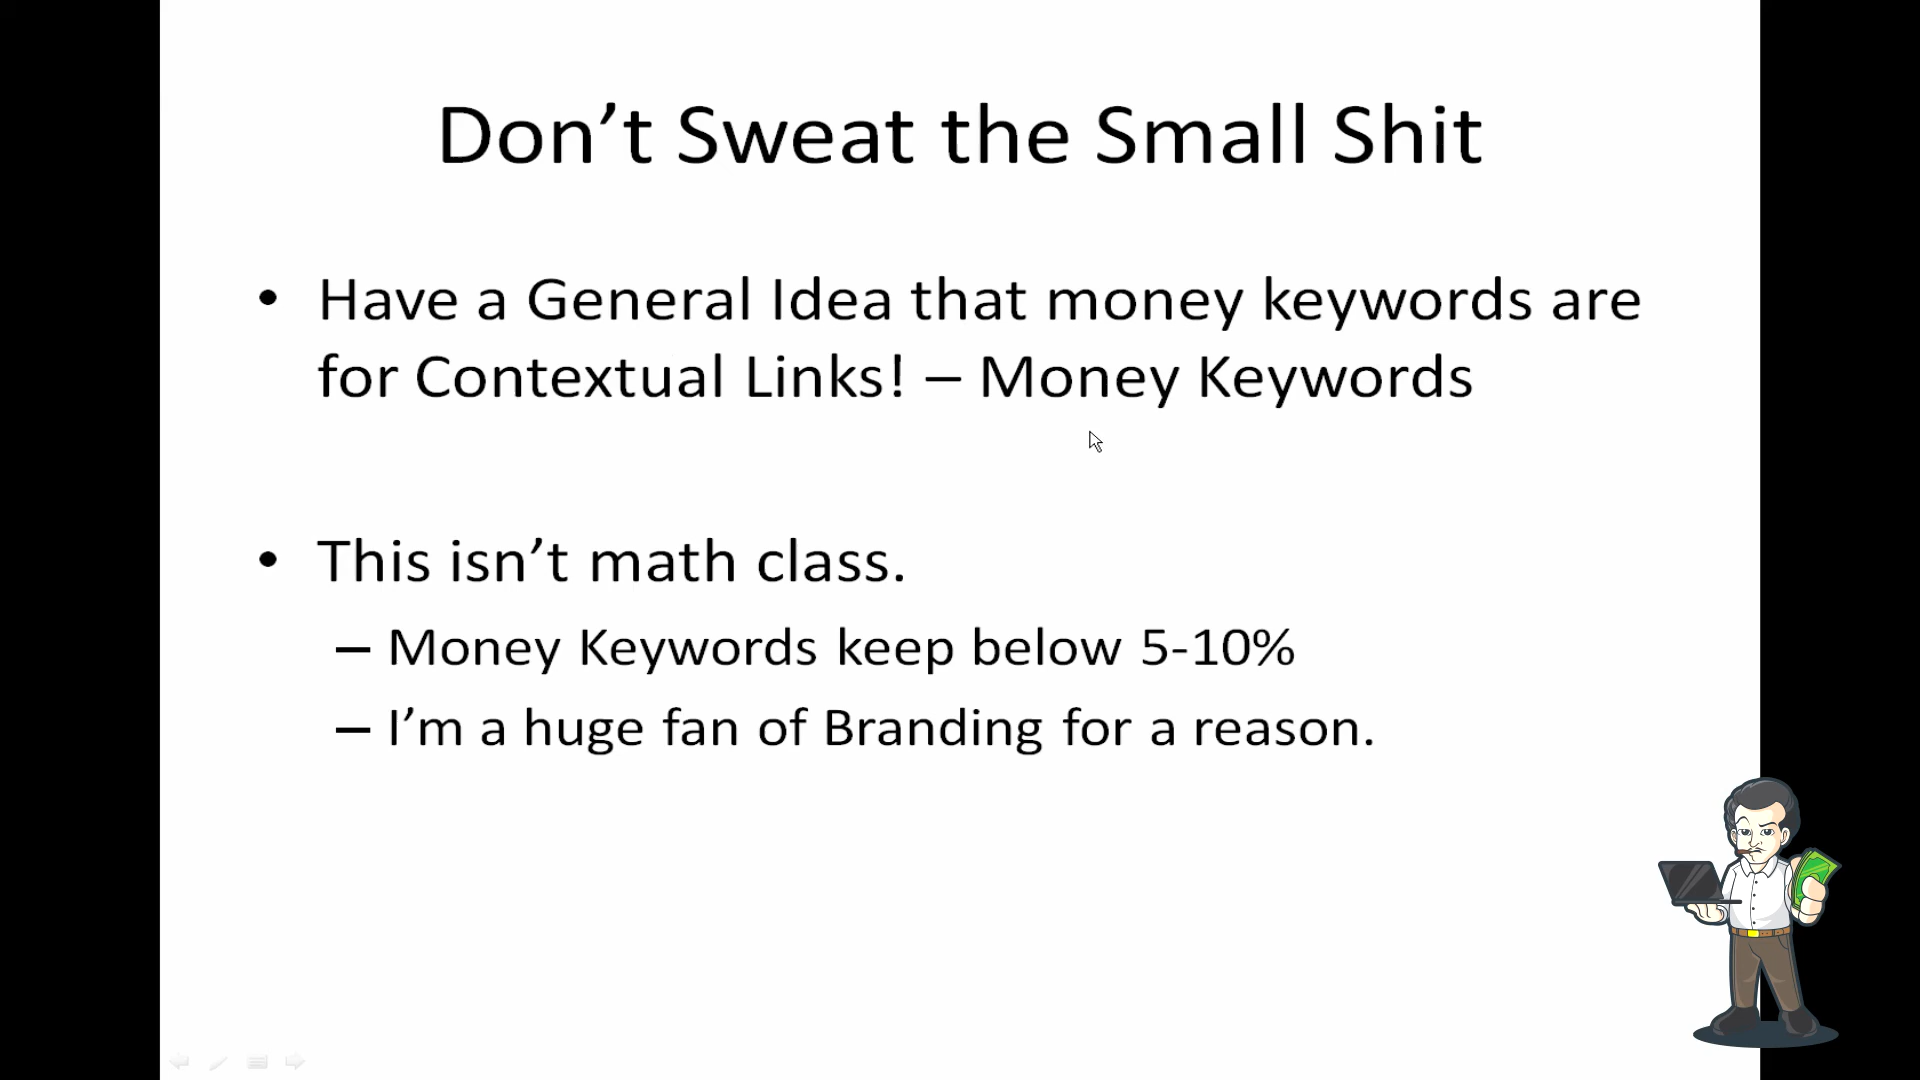 Don’t Sweat the Small Shit
• Have a General Idea that money keywords are
for Contextual Links! – Money Keywords
• This isn’t math class.
– Money Keywords keep below 5-10%
– I’m a huge fan of Branding for a reason.